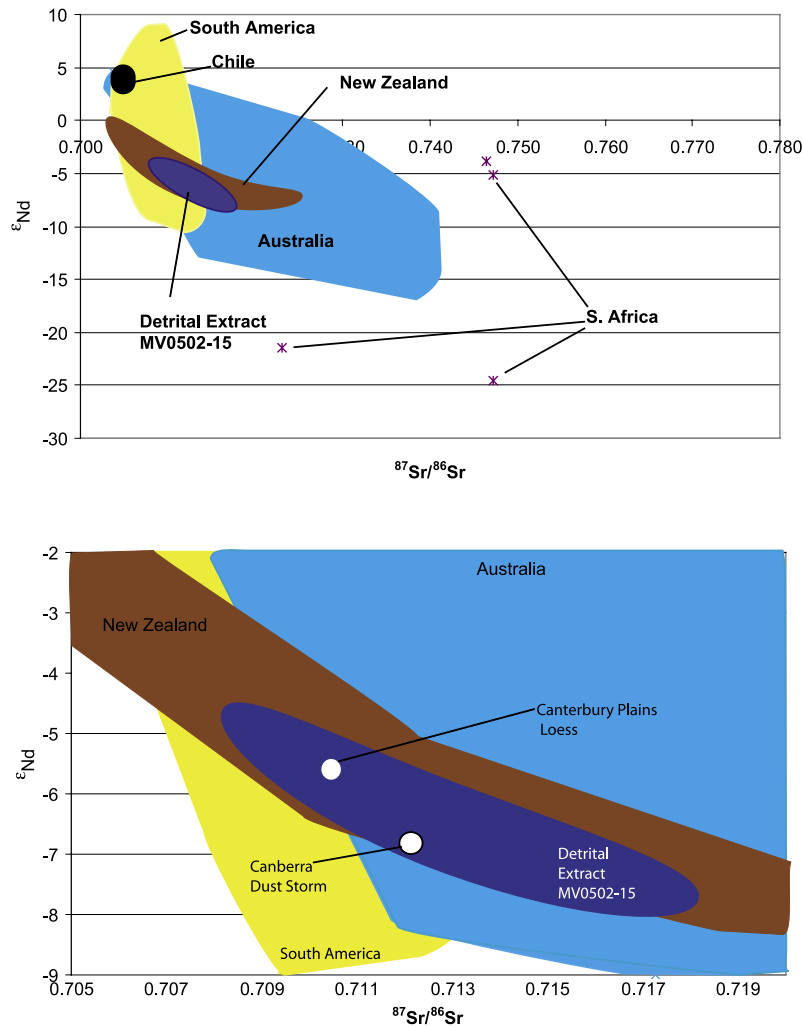 10
South America
Chile
5
New Zealand
0
0.700
0.740
0.750
0.760
0.770
0.780
-5
εNd
-10
Australia
-15
Detrital Extract
MV0502-15
S. Africa
-20
-25
-30
87Sr/86Sr
-2
Australia
-3
New Zealand
-4
Canterbury Plains
Loess
-5
εNd
-6
-7
Canberra
Dust Storm
Detrital
Extract
MV0502-15
-8
South America
-9
0.705
0.707
0.709
0.711
0.713
0.715
0.717
0.719
87Sr/86Sr